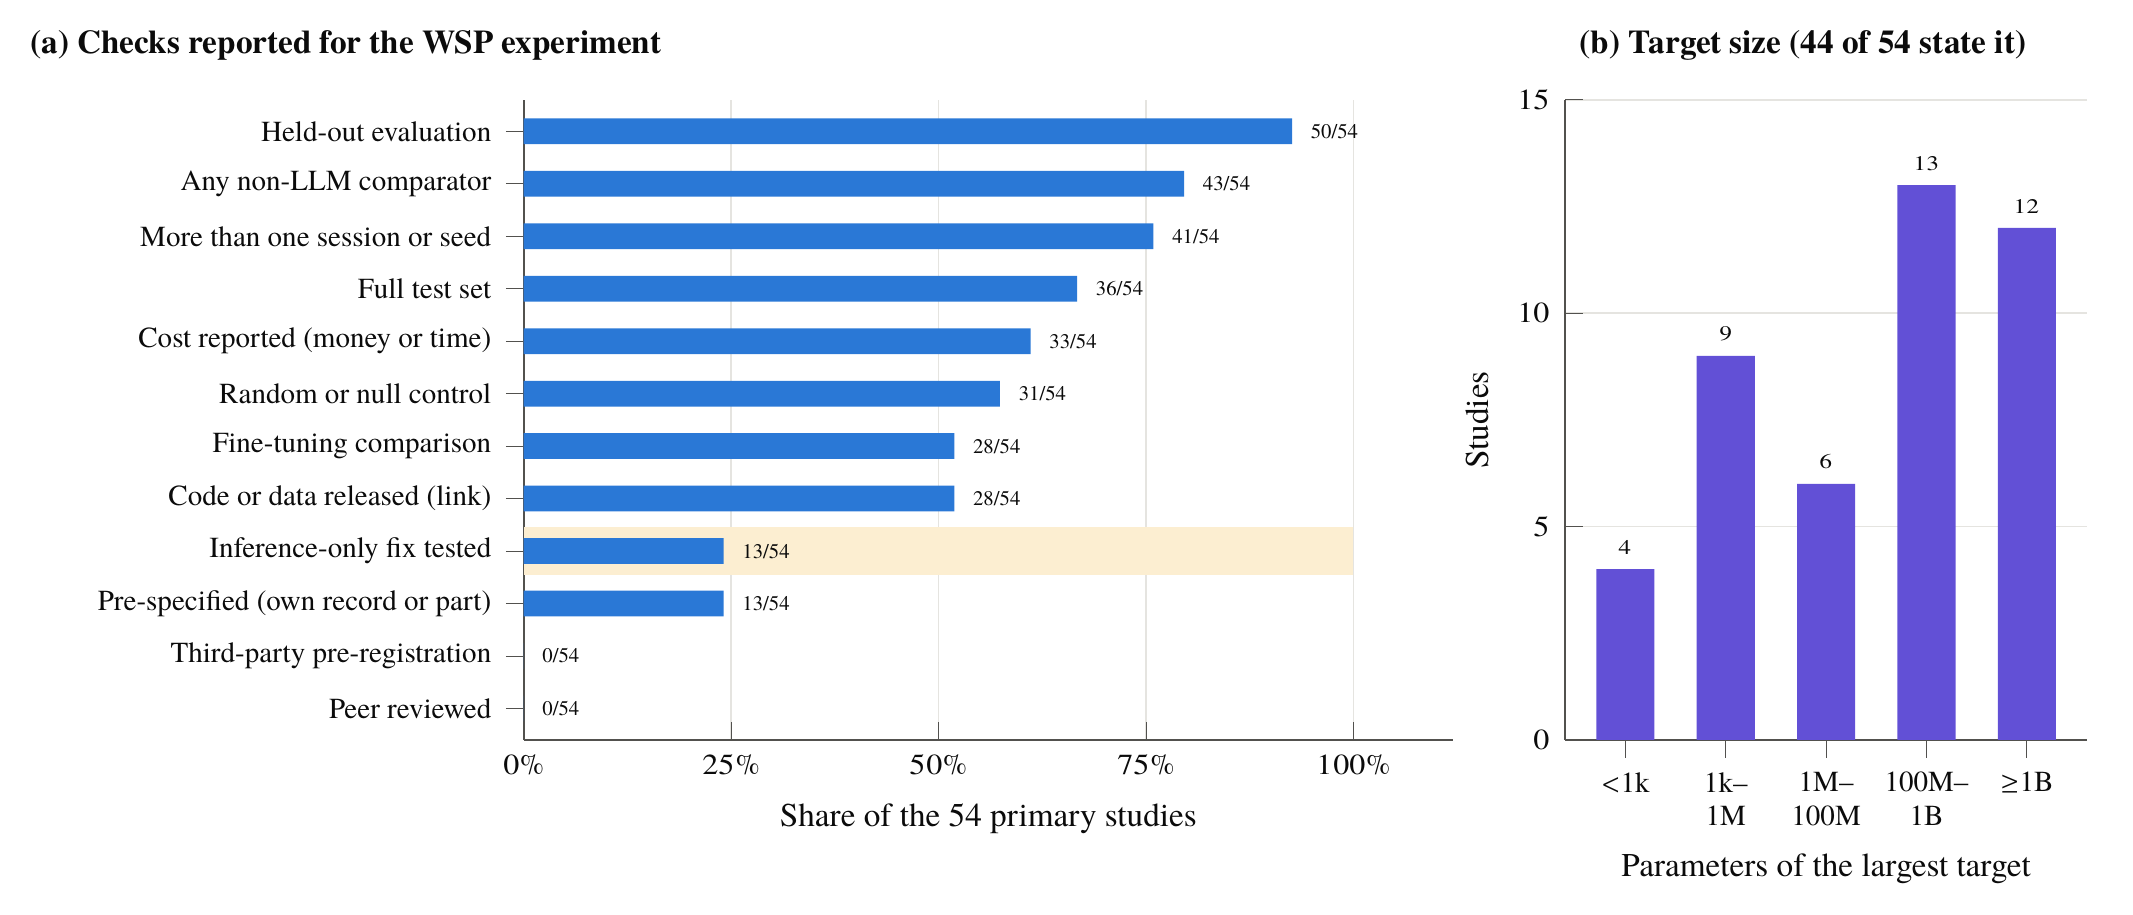 (a) Checks reported for the WSP experiment
Held-out evaluation 50/54
Any non-LLM comparator 43/54
More than one session or seed 41/54
Full test set 36/54
Cost reported (money or time) 33/54
Random or null control 31/54
Fine-tuning comparison 28/54
Code or data released (link) 28/54
Inference-only fix tested 13/54
Pre-specified (own record or part) 13/54
Third-party pre-registration 0/54
Peer reviewed 0/54
0% 25% 50% 75% 100%
Share of the 54 primary studies
(b) Target size (44 of 54 state it)
Studies
15
10
5
0
4 9 6 13 12
<1k 1k– 1M– 100M– ≥1B
1M 100M 1B
Parameters of the largest target